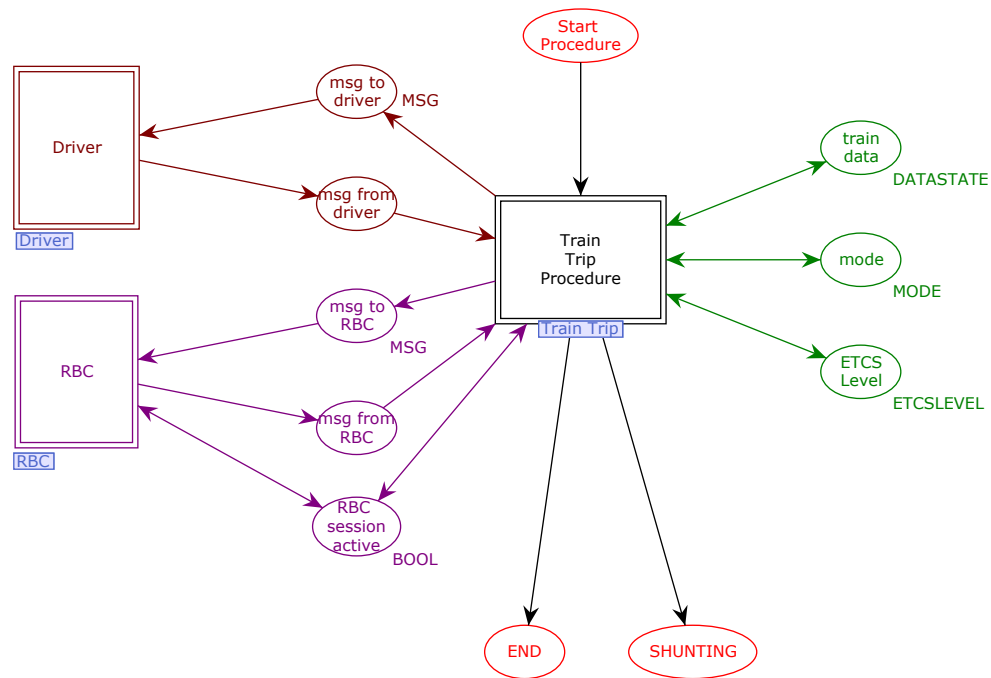 Start
Procedure
msg to
driver
MSG
Driver
train
data
DATASTATE
msg from
driver
Driver
Train
Trip
Procedure
mode
MODE
msg to
RBC
MSG
Train Trip
RBC
ETCS
Level
ETCSLEVEL
msg from
RBC
RBC
RBC
session
active
BOOL
END
SHUNTING